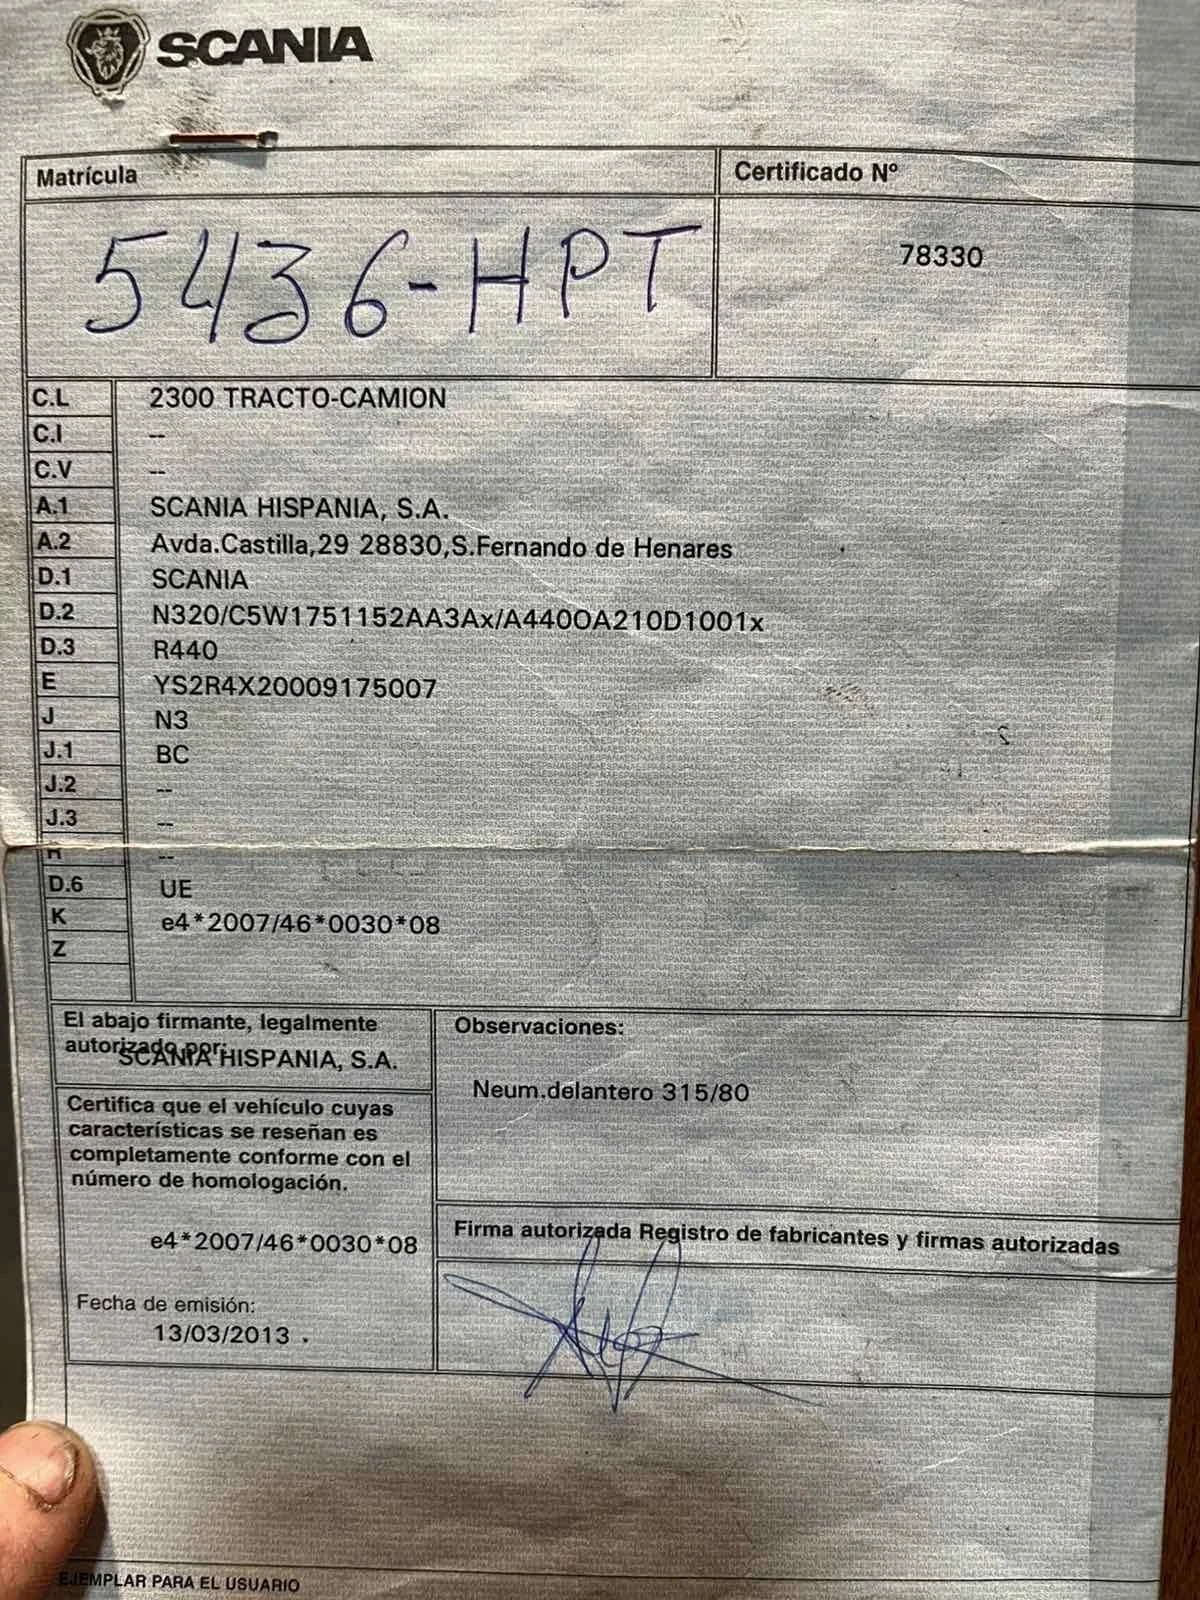 SCANIA
Matrícula
Certificado Nº
5436-HPT
78330
C.L 2300 TRACTO-CAMION
C.I --
C.V --
A.1 SCANIA HISPANIA, S.A.
A.2 Avda.Castilla,29 28830,S.Fernando de Henares
D.1 SCANIA
D.2 N320/C5W1751152AA3Ax/A440OA210D1001x
D.3 R440
E YS2R4X20009175007
J N3
J.1 BC
J.2 --
J.3 --
--
D.6 UE
K e4*2007/46*0030*08
Z
El abajo firmante, legalmente
autorizado por:
SCANIA HISPANIA, S.A.
Certifica que el vehículo cuyas
características se reseñan es
completamente conforme con el
número de homologación.
e4*2007/46*0030*08
Fecha de emisión:
13/03/2013 .
Observaciones:
Neum.delantero 315/80
Firma autorizada Registro de fabricantes y firmas autorizadas
EJEMPLAR PARA EL USUARIO